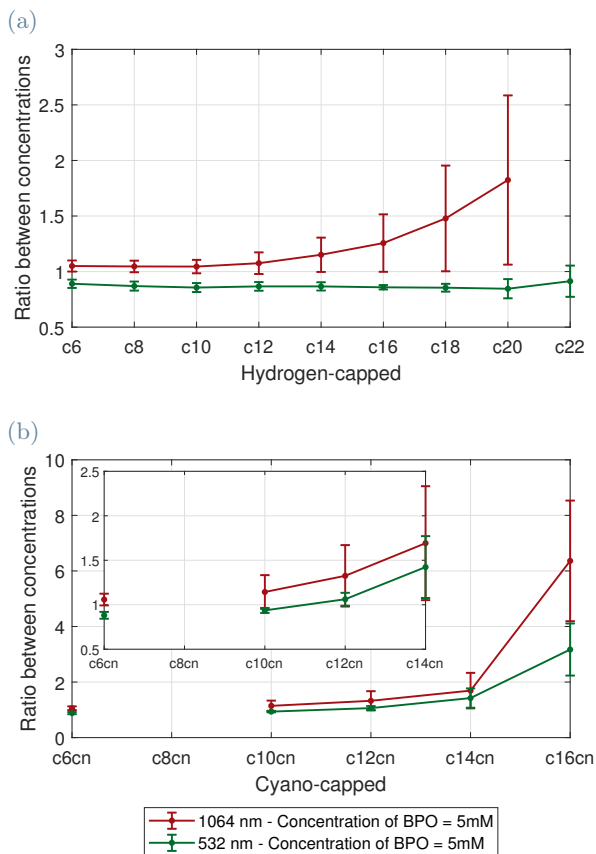 (a)
3
2.5
2
1.5
1
0.5
Ratio between concentrations
c6 c8 c10 c12 c14 c16 c18 c20 c22
Hydrogen-capped
(b)
10
8
6
4
2
0
Ratio between concentrations
2.5
2
1.5
1
0.5
c6cn c8cn c10cn c12cn c14cn
c6cn c8cn c10cn c12cn c14cn c16cn
Cyano-capped
1064 nm - Concentration of BPO = 5mM
532 nm - Concentration of BPO = 5mM